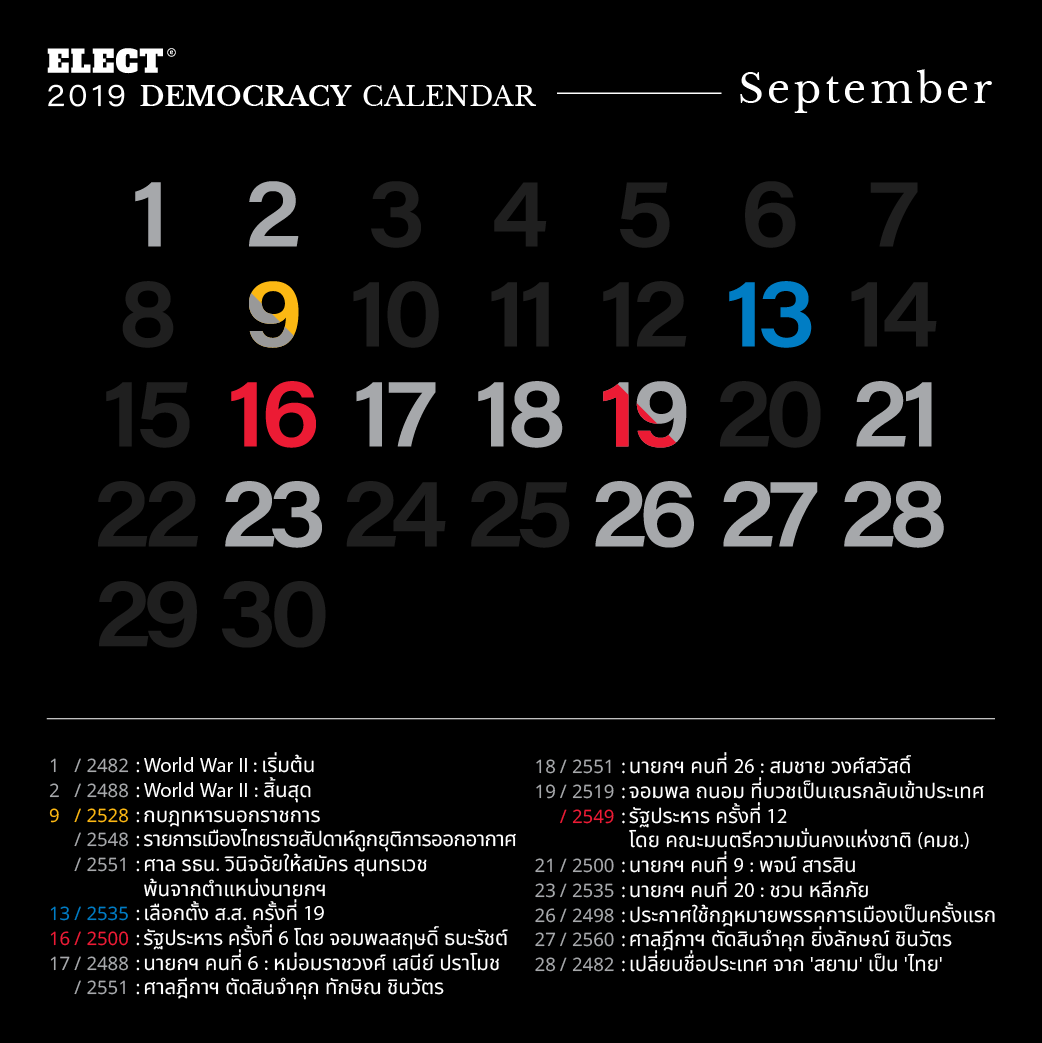 ELECT®
2019 DEMOCRACY CALENDAR
September
1 2 3 4 5 6 7
8 9 10 11 12 13 14
15 16 17 18 19 20 21
22 23 24 25 26 27 28
29 30
1 / 2482 : World War II : เริ่มต้น
2 / 2488 : World War II : สิ้นสุด
9 / 2528 : กบฎทหารนอกราชการ
/ 2548 : รายการเมืองไทยรายสัปดาห์ถูกยุติการออกอากาศ
/ 2551 : ศาล รธน. วินิจฉัยให้สมัคร สุนทรเวช
พ้นจากตำแหน่งนายกฯ
13 / 2535 : เลือกตั้ง ส.ส. ครั้งที่ 19
16 / 2500 : รัฐประหาร ครั้งที่ 6 โดย จอมพลสฤษดิ์ ธนะรัชต์
17 / 2488 : นายกฯ คนที่ 6 : หม่อมราชวงศ์ เสนีย์ ปราโมช
/ 2551 : ศาลฎีกาฯ ตัดสินจำคุก ทักษิณ ชินวัตร
18 / 2551 : นายกฯ คนที่ 26 : สมชาย วงศ์สวัสดิ์
19 / 2519 : จอมพล ถนอม ที่บวชเป็นเณรกลับเข้าประเทศ
/ 2549 : รัฐประหาร ครั้งที่ 12
โดย คณะมนตรีความมั่นคงแห่งชาติ (คมช.)
21 / 2500 : นายกฯ คนที่ 9 : พจน์ สารสิน
23 / 2535 : นายกฯ คนที่ 20 : ชวน หลีกภัย
26 / 2498 : ประกาศใช้กฎหมายพรรคการเมืองเป็นครั้งแรก
27 / 2560 : ศาลฎีกาฯ ตัดสินจำคุก ยิ่งลักษณ์ ชินวัตร
28 / 2482 : เปลี่ยนชื่อประเทศ จาก 'สยาม' เป็น 'ไทย'